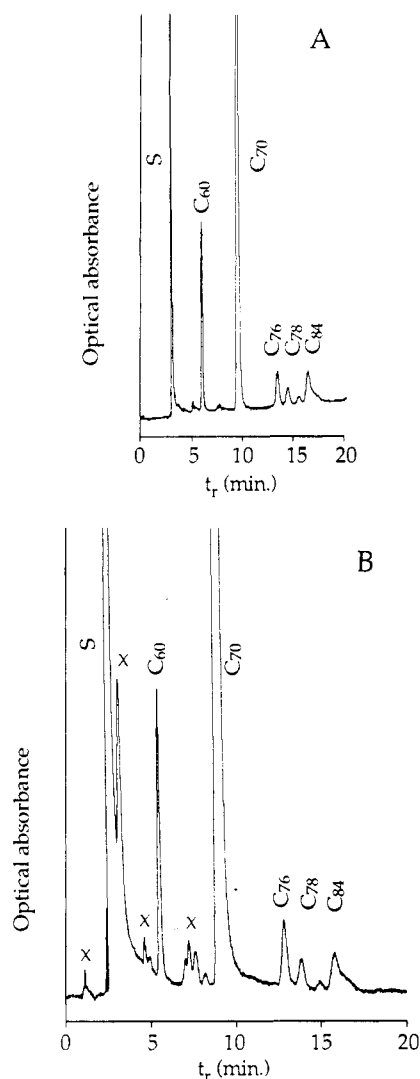 A
S
C60
C70
C76
C78
C84
Optical absorbance
0 5 10 15 20
tr (min.)
B
S
x
C60
C70
x
x
x
C76
C78
C84
Optical absorbance
0 5 10 15 20
tr (min.)